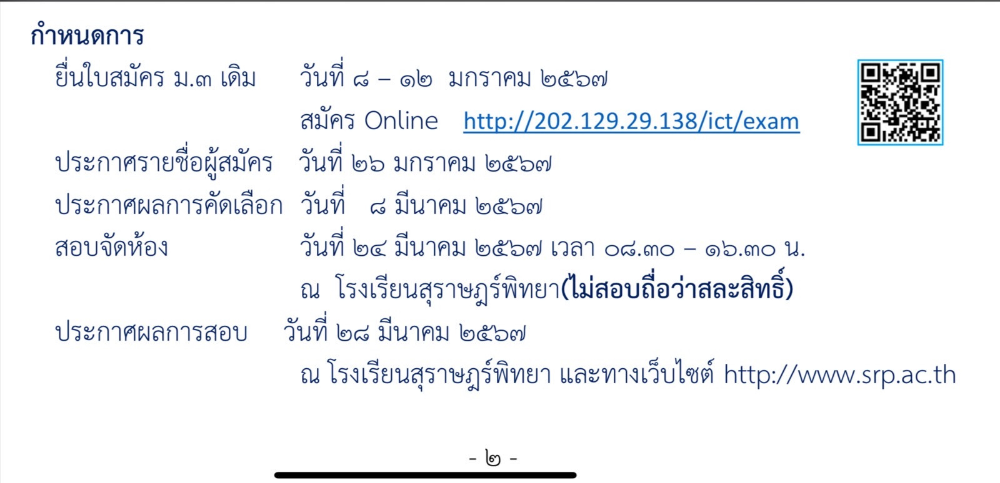 กำหนดการ
ยื่นใบสมัคร ม.๓ เดิม วันที่ ๘ – ๑๒ มกราคม ๒๕๖๗
สมัคร Online http://202.129.29.138/ict/exam
ประกาศรายชื่อผู้สมัคร วันที่ ๒๖ มกราคม ๒๕๖๗
ประกาศผลการคัดเลือก วันที่ ๘ มีนาคม ๒๕๖๗
สอบจัดห้อง วันที่ ๒๔ มีนาคม ๒๕๖๗ เวลา ๐๘.๓๐ – ๑๖.๓๐ น.
ณ โรงเรียนสุราษฎร์พิทยา(ไม่สอบถื่อว่าสละสิทธิ์)
ประกาศผลการสอบ วันที่ ๒๘ มีนาคม ๒๕๖๗
ณ โรงเรียนสุราษฎร์พิทยา และทางเว็บไซต์ http://www.srp.ac.th
- ๒ -